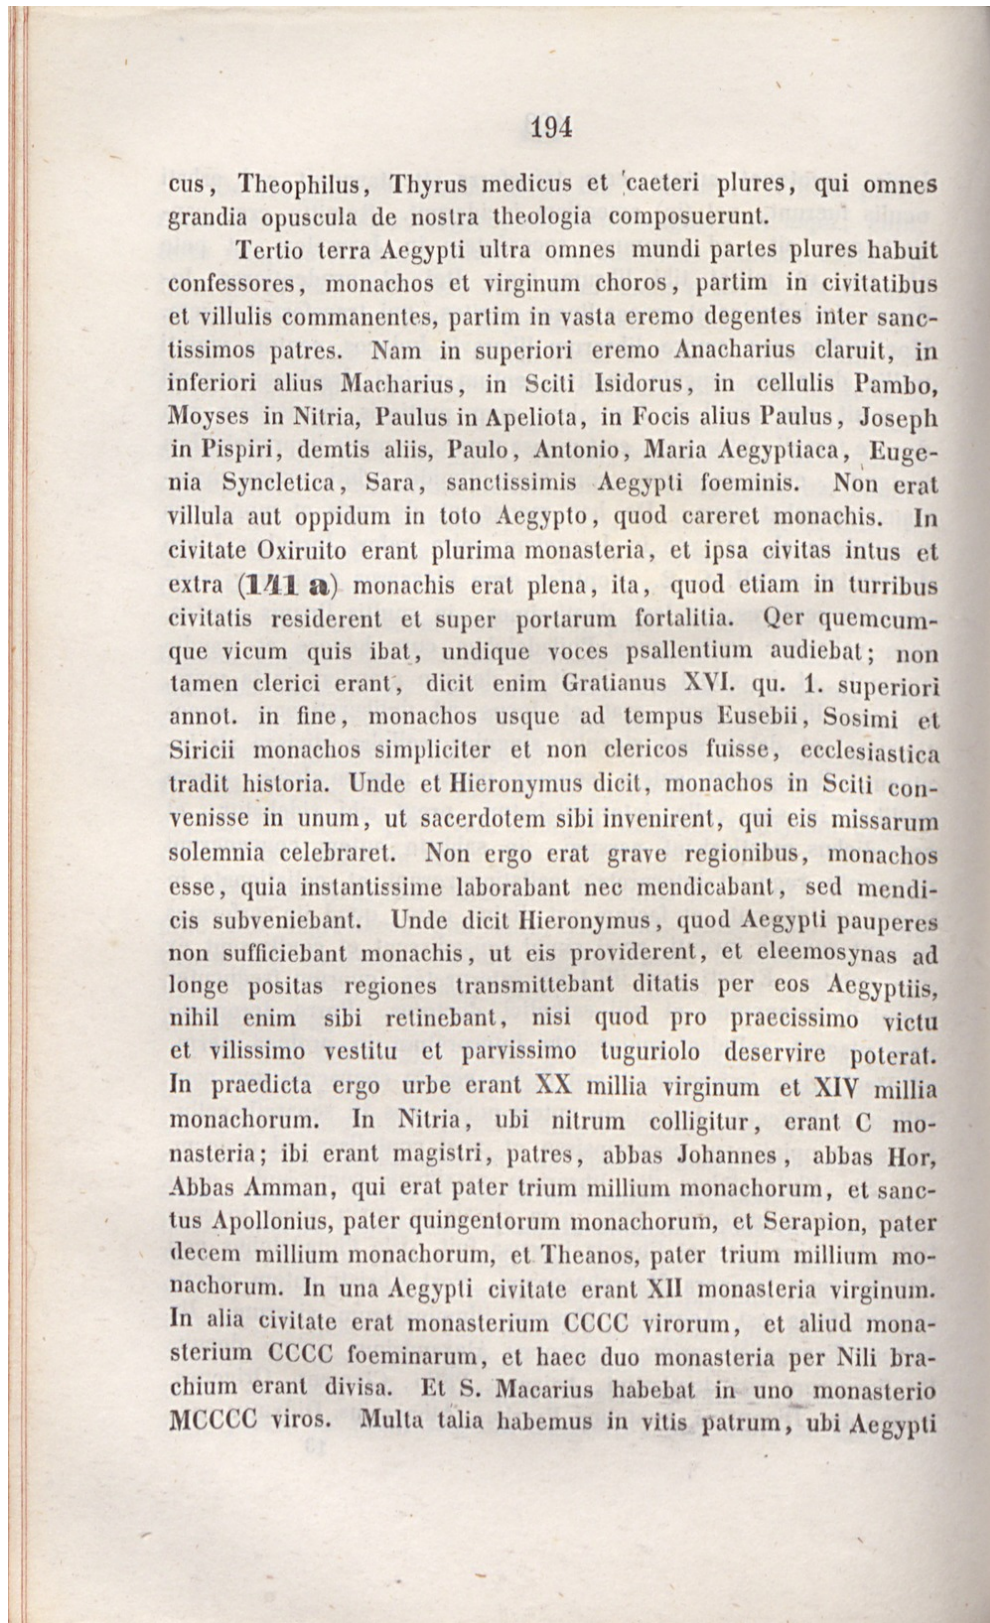 194
cus, Theophilus, Thyrus medicus et caeteri plures, qui omnes
grandia opuscula de nostra theologia composuerunt.
Tertio terra Aegypti ultra omnes mundi partes plures habuit
confessores, monachos et virginum choros, partim in civitatibus
et villulis commanentes, partim in vasta eremo degentes inter sanc-
tissimos patres. Nam in superiori eremo Anacharius claruit, in
inferiori alius Macharius, in Sciti Isidorus, in cellulis Pambo,
Moyses in Nitria, Paulus in Apeliota, in Focis alius Paulus, Joseph
in Pispiri, demtis aliis, Paulo, Antonio, Maria Aegyptiaca, Euge-
nia Syncletica, Sara, sanctissimis Aegypti foeminis. Non erat
villula aut oppidum in toto Aegypto, quod careret monachis. In
civitate Oxiruito erant plurima monasteria, et ipsa civitas intus et
extra (141 a) monachis erat plena, ita, quod etiam in turribus
civitatis residerent et super portarum fortalitia. Qer quemcum-
que vicum quis ibat, undique voces psallentium audiebat; non
tamen clerici erant, dicit enim Gratianus XVI. qu. 1. superiori
annot. in fine, monachos usque ad tempus Eusebii, Sosimi et
Siricii monachos simpliciter et non clericos fuisse, ecclesiastica
tradit historia. Unde et Hieronymus dicit, monachos in Sciti con-
venisse in unum, ut sacerdotem sibi invenirent, qui eis missarum
solemnia celebraret. Non ergo erat grave regionibus, monachos
esse, quia instantissime laborabant nec mendicabant, sed mendi-
cis subveniebant. Unde dicit Hieronymus, quod Aegypti pauperes
non sufficiebant monachis, ut eis providerent, et eleemosynas ad
longe positas regiones transmittebant ditatis per eos Aegyptiis,
nihil enim sibi retinebant, nisi quod pro praecissimo victu
et vilissimo vestitu et parvissimo tuguriolo deservire poterat.
In praedicta ergo urbe erant XX millia virginum et XIV millia
monachorum. In Nitria, ubi nitrum colligitur, erant C mo-
nasteria; ibi erant magistri, patres, abbas Johannes, abbas Hor,
Abbas Amman, qui erat pater trium millium monachorum, et sanc-
tus Apollonius, pater quingentorum monachorum, et Serapion, pater
decem millium monachorum, et Theanos, pater trium millium mo-
nachorum. In una Aegypti civitate erant XII monasteria virginum.
In alia civitate erat monasterium CCCC virorum, et aliud mona-
sterium CCCC foeminarum, et haec duo monasteria per Nili bra-
chium erant divisa. Et S. Macarius habebat in uno monasterio
MCCCC viros. Multa talia habemus in vitis patrum, ubi Aegypti